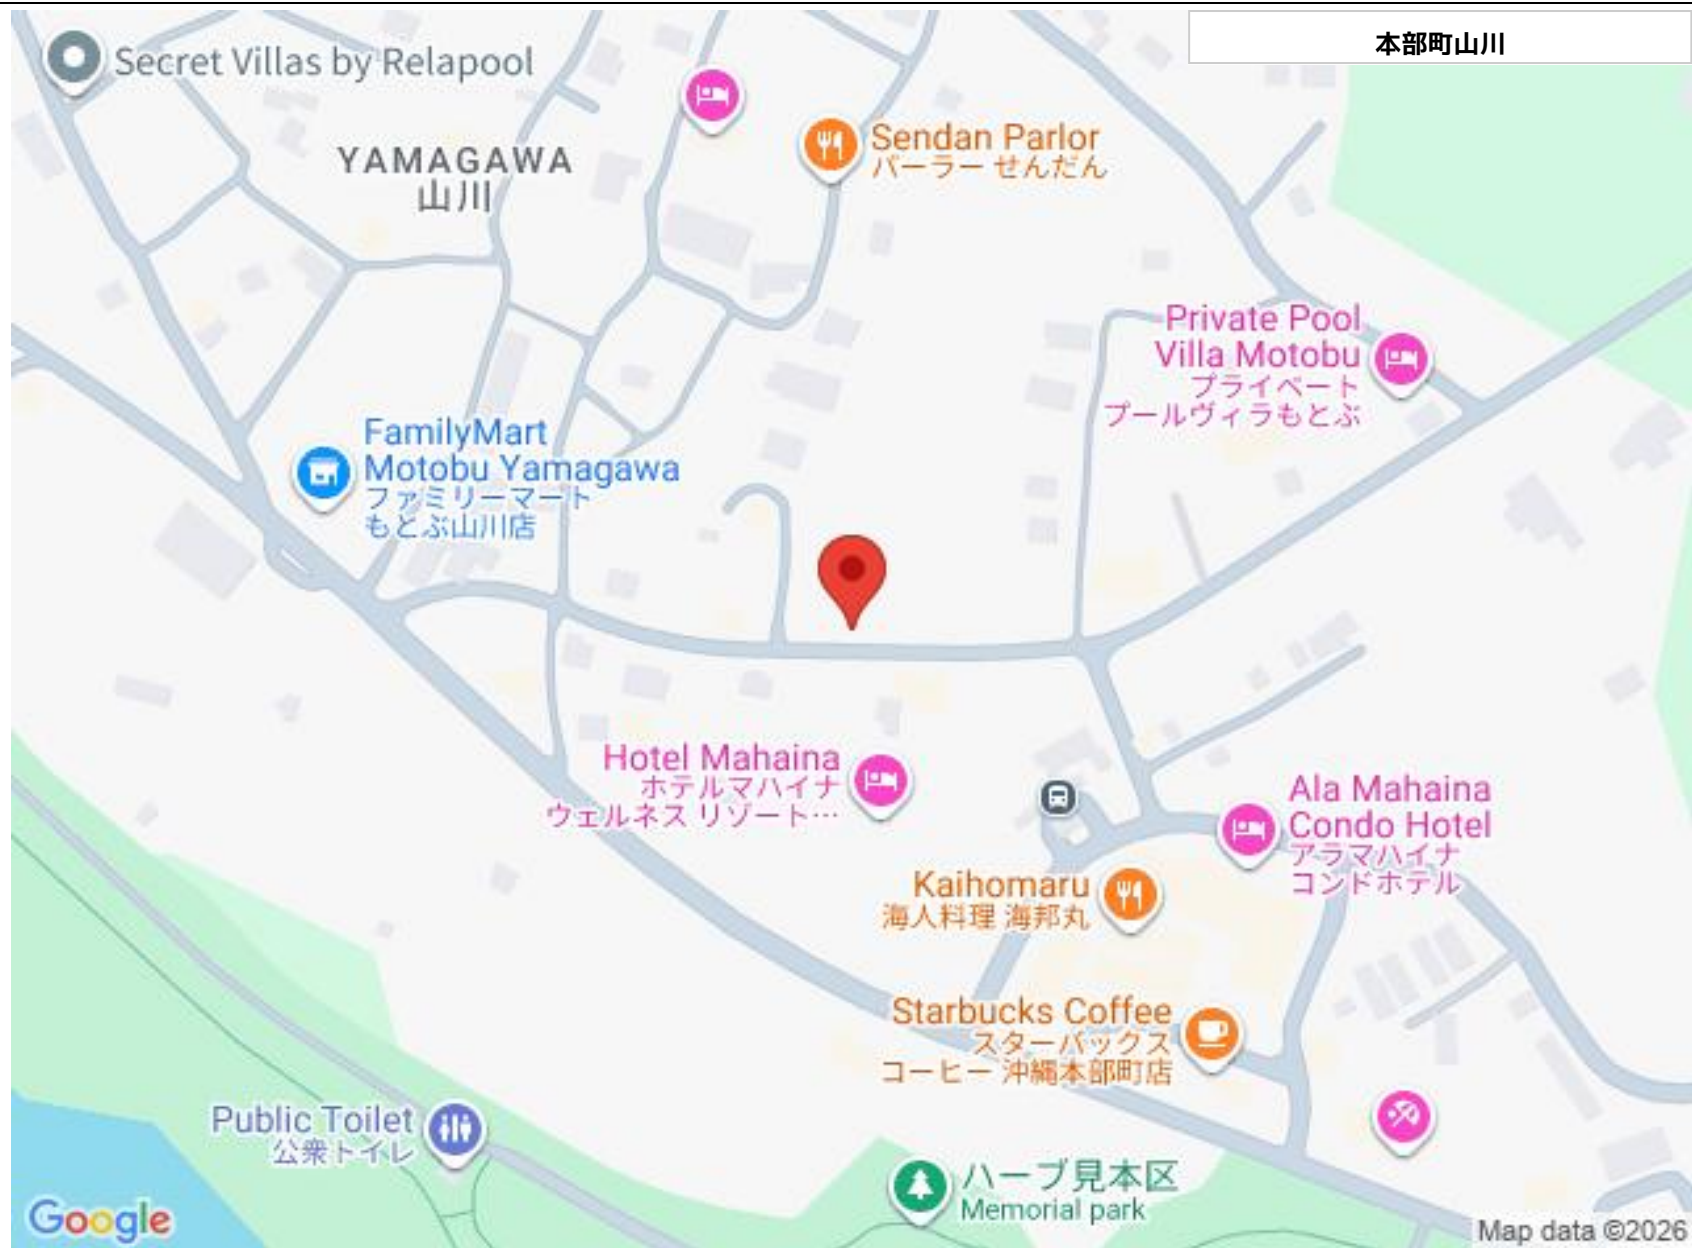 本部町山川
Secret Villas by Relapool
Sendan Parlor
パーラー せんだん
YAMAGAWA
山川
Private Pool
Villa Motobu
プライベート
プールヴィラもとぶ
FamilyMart
Motobu Yamagawa
ファミリーマート
もとぶ山川店
Hotel Mahaina
ホテルマハイナ
ウェルネス リゾート…
Ala Mahaina
Condo Hotel
アラマハイナ
コンドホテル
Kaihomaru
海人料理 海邦丸
Starbucks Coffee
スターバックス
コーヒー 沖縄本部町店
Public Toilet
公衆トイレ
ハーブ見本区
Memorial park
Google
Map data ©2026